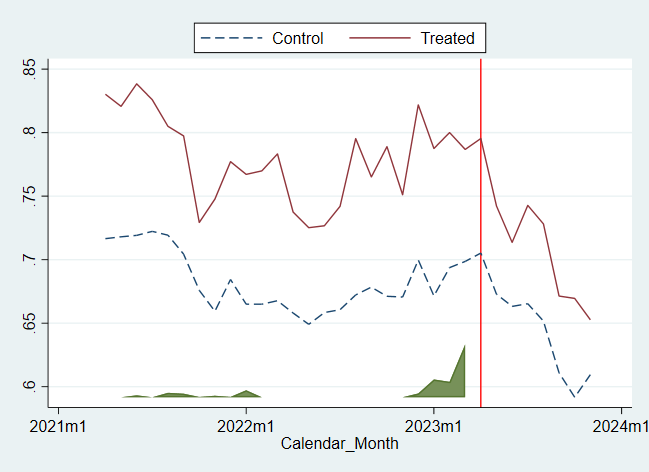 Control Treated
.85
.8
.75
.7
.65
.6
2021m1 2022m1 2023m1 2024m1
Calendar_Month